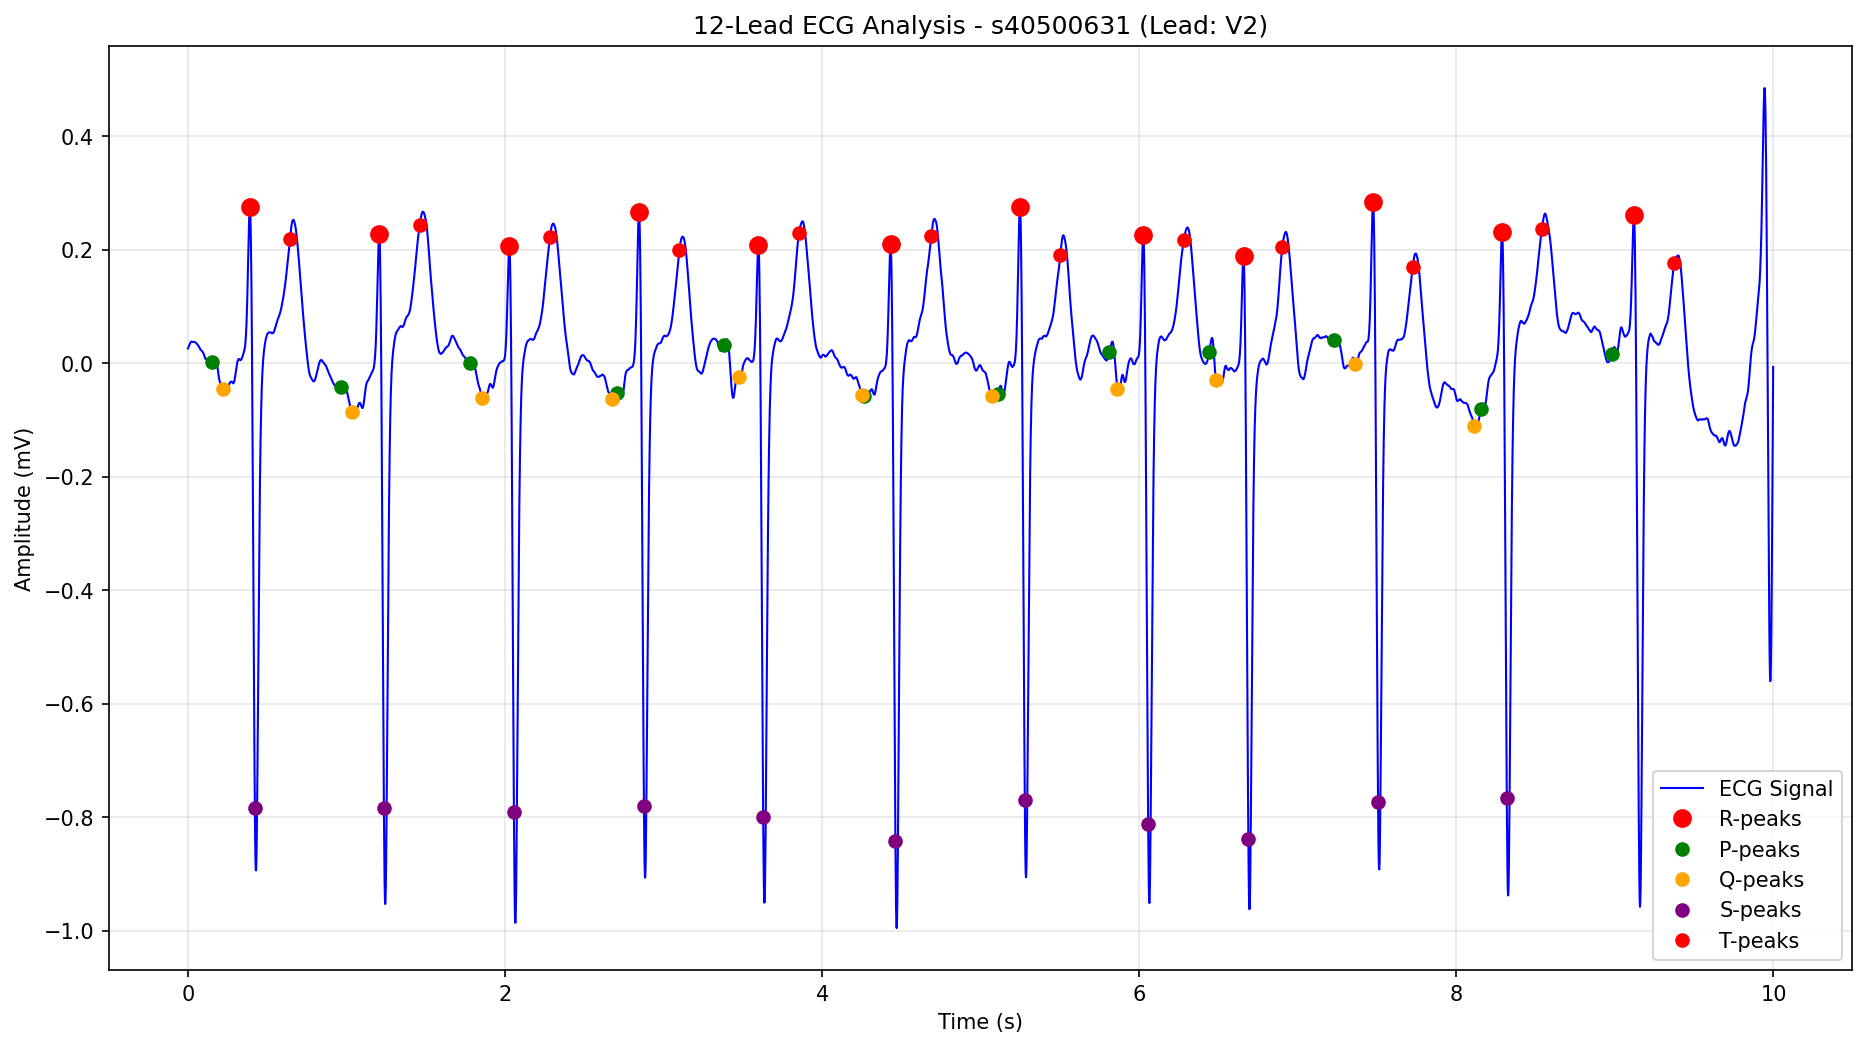 12-Lead ECG Analysis - s40500631 (Lead: V2)
Amplitude (mV)
0.4
0.2
0.0
−0.2
−0.4
−0.6
−0.8
−1.0
0 2 4 6 8 10
Time (s)
ECG Signal
R-peaks
P-peaks
Q-peaks
S-peaks
T-peaks